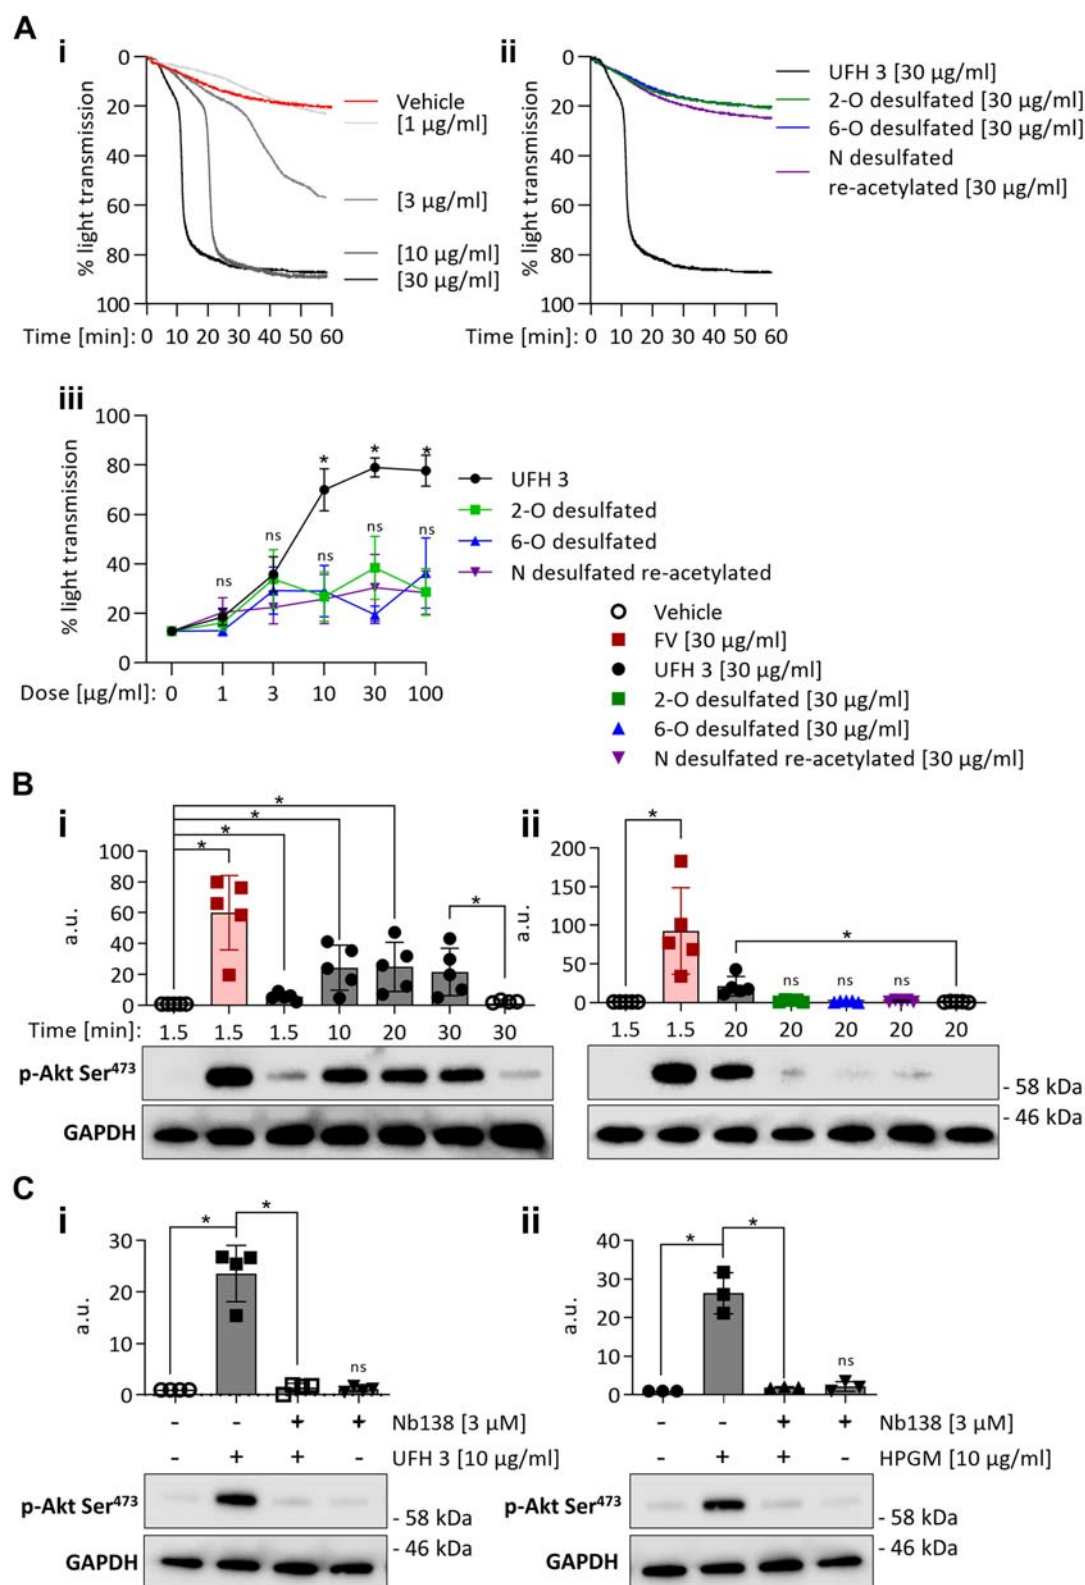 A
i
ii
0
20
40
60
80
100
% light transmission
Time [min]: 0 10 20 30 40 50 60
Vehicle
[1 µg/ml]
[3 µg/ml]
[10 µg/ml]
[30 µg/ml]
0
20
40
60
80
100
% light transmission
0 10 20 30 40 50 60
UFH 3 [30 µg/ml]
2-O desulfated [30 µg/ml]
6-O desulfated [30 µg/ml]
N desulfated
re-acetylated [30 µg/ml]
iii
100
80
60
40
20
0
% light transmission
ns ns * ns * ns * ns
Dose [µg/ml]: 0 1 3 10 30 100
UFH 3
2-O desulfated
6-O desulfated
N desulfated re-acetylated
Vehicle
FV [30 µg/ml]
UFH 3 [30 µg/ml]
2-O desulfated [30 µg/ml]
6-O desulfated [30 µg/ml]
N desulfated re-acetylated [30 µg/ml]
B
i
* * * * *
100
80
60
40
20
0
a.u.
Time [min]: 1.5 1.5 1.5 10 20 30 30
p-Akt Ser473
GAPDH
ii
* *
200
150
100
50
0
a.u.
ns ns ns
1.5 1.5 20 20 20 20 20
- 58 kDa
- 46 kDa
C
i
* *
30
20
10
0
a.u.
ns
- - + + Nb138 [3 µM]
- + + - UFH 3 [10 µg/ml]
p-Akt Ser473
- 58 kDa
- 46 kDa
GAPDH
ii
* *
40
30
20
10
0
a.u.
ns
- - + + Nb138 [3 µM]
- + + - HPGM [10 µg/ml]
p-Akt Ser473
- 58 kDa
- 46 kDa
GAPDH